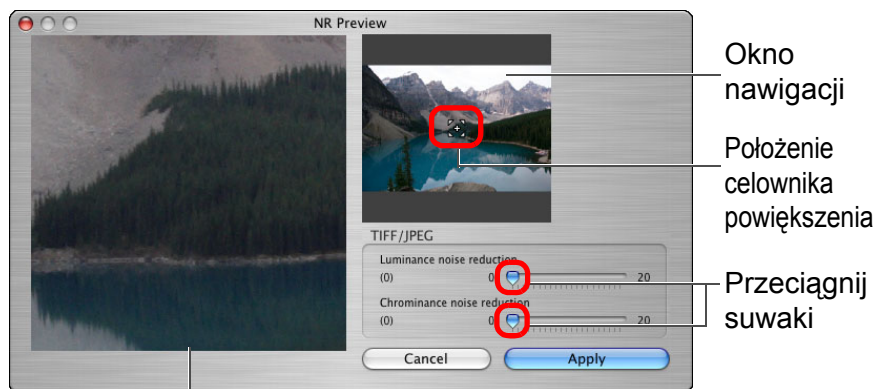 NR Preview
Okno
nawigacji
Położenie
celownika
powiększenia
TIFF/JPEG
Luminance noise reduction
(0) 0 20
Chrominance noise reduction
(0) 0 20
Przeciągnij
suwaki
Cancel Apply